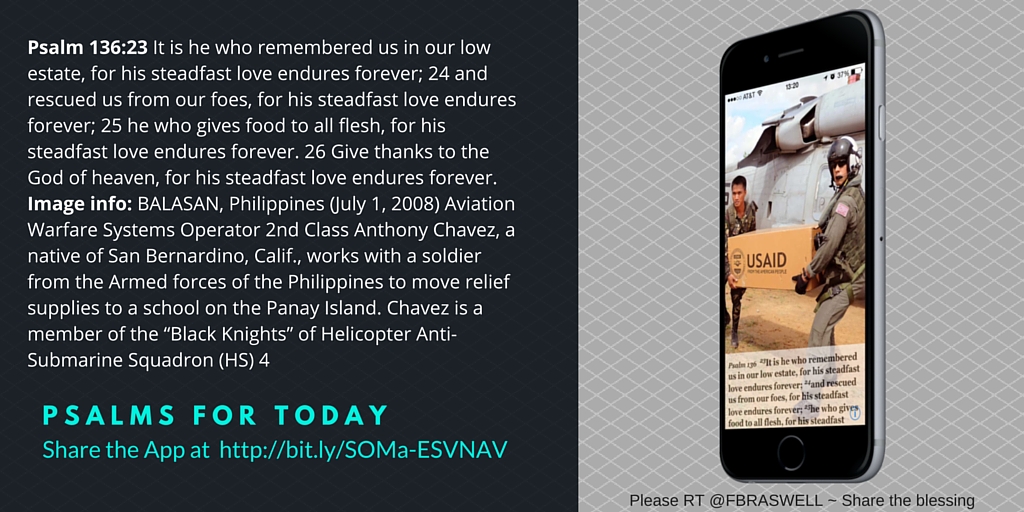 Psalm 136:23 It is he who remembered us in our low
estate, for his steadfast love endures forever; 24 and
rescued us from our foes, for his steadfast love endures
forever; 25 he who gives food to all flesh, for his
steadfast love endures forever. 26 Give thanks to the
God of heaven, for his steadfast love endures forever.
Image info: BALASAN, Philippines (July 1, 2008) Aviation
Warfare Systems Operator 2nd Class Anthony Chavez, a
native of San Bernardino, Calif., works with a soldier
from the Armed forces of the Philippines to move relief
supplies to a school on the Panay Island. Chavez is a
member of the “Black Knights” of Helicopter Anti-
Submarine Squadron (HS) 4
PSALMS FOR TODAY
Share the App at http://bit.ly/SOMa-ESVNAV
AT&T 13:20 37%
USAID
FROM THE AMERICAN PEOPLE
Psalm 136 23It is he who remembered
us in our low estate, for his steadfast
love endures forever; 24and rescued
us from our foes, for his steadfast
love endures forever; 25he who gives
food to all flesh, for his steadfast
Please RT @FBRASWELL ~ Share the blessing